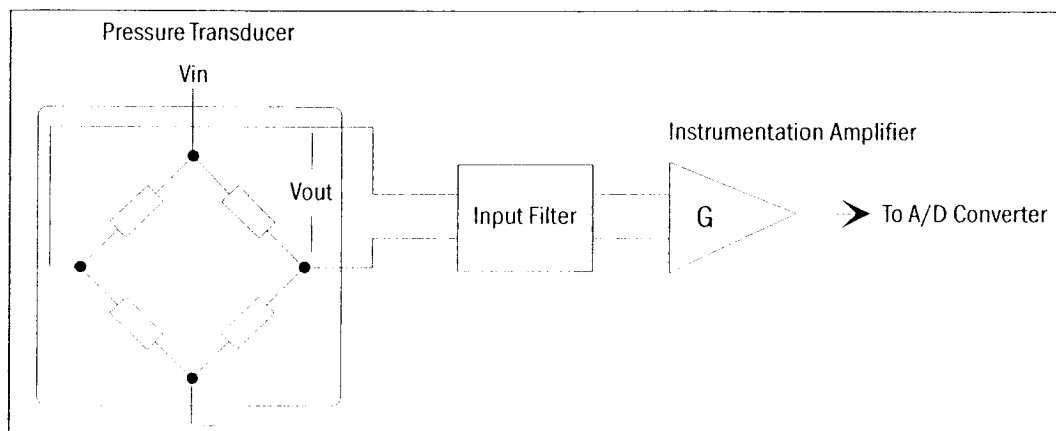 Pressure Transducer
Vin
Instrumentation Amplifier
Vout
Input Filter
G
To A/D Converter